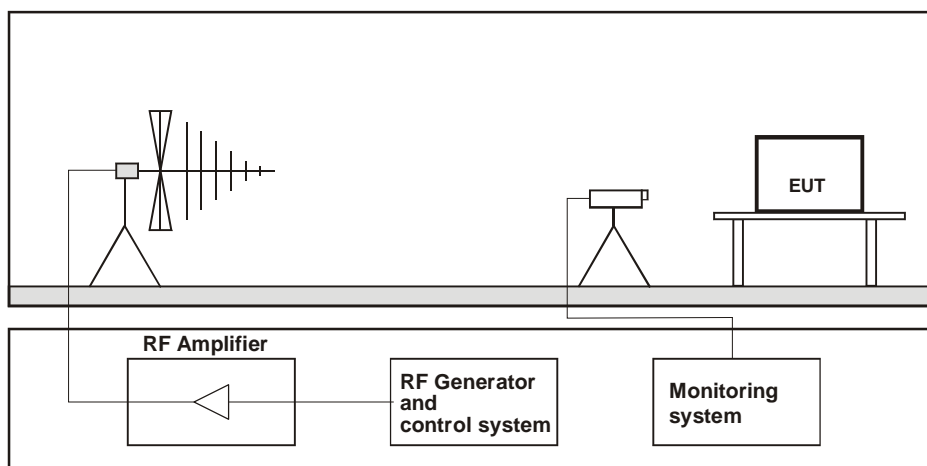 EUT
RF Amplifier
RF Generator
and
control system
Monitoring
system